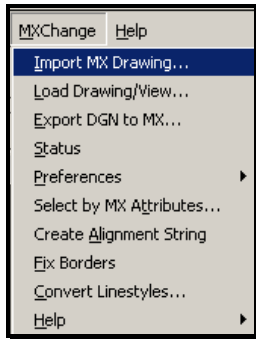 MXChange Help
Import MX Drawing...
Load Drawing/View...
Export DGN to MX...
Status
Preferences
Select by MX Attributes...
Create Alignment String
Fix Borders
Convert Linestyles...
Help